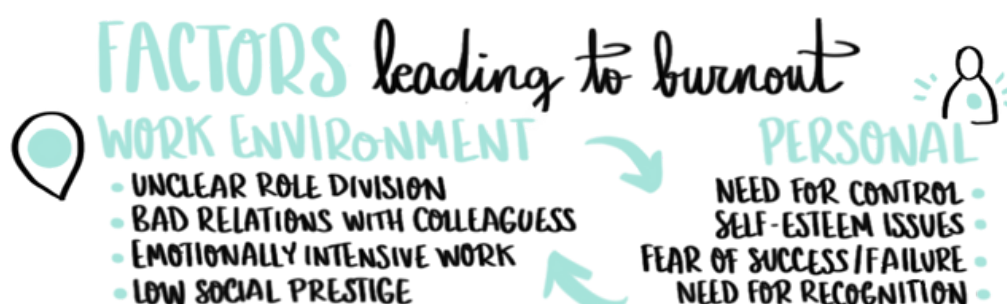 FACTORS leading to burnout
WORK ENVIRONMENT
• UNCLEAR ROLE DIVISION
• BAD RELATIONS WITH COLLEAGUESS
• EMOTIONALLY INTENSIVE WORK
• LOW SOCIAL PRESTIGE
PERSONAL
NEED FOR CONTROL •
SELF-ESTEEM ISSUES •
FEAR OF SUCCESS/FAILURE •
NEED FOR RECOGNITION •